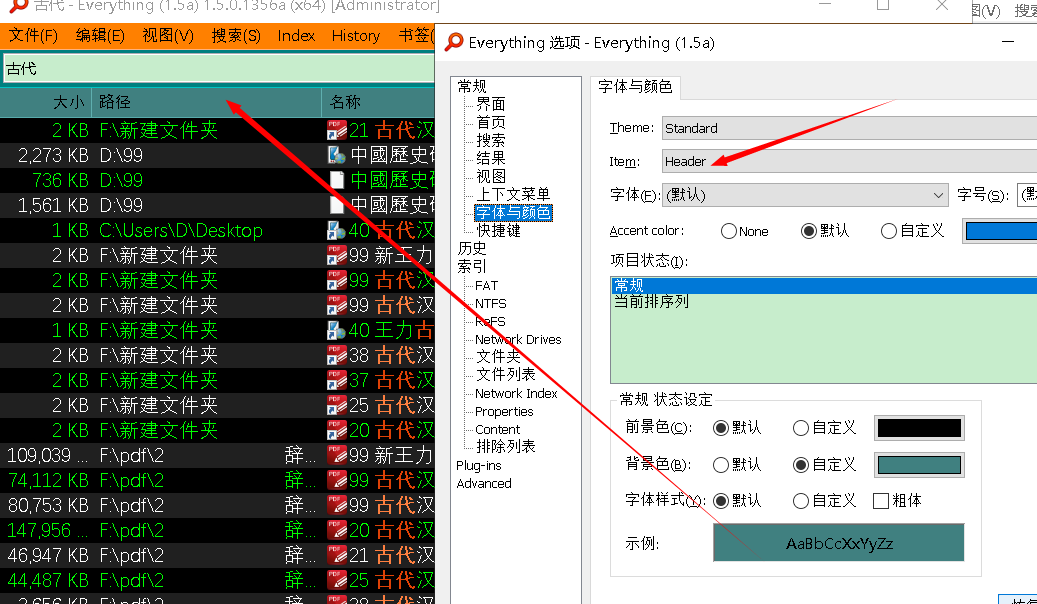 古代 - Everything (1.5a) 1.5.0.1356a (x64) [Administrator]
文件(F) 编辑(E) 视图(V) 搜索(S) Index History 书签(
古代
大小 路径 名称
2 KB F:\新建文件夹 21 古代汉
2,273 KB D:\99 中國歷史研
736 KB D:\99 中國歷史研
1,561 KB D:\99 中國歷史研
1 KB C:\Users\D\Desktop 40 古代汉
2 KB F:\新建文件夹 99 新王力
2 KB F:\新建文件夹 99 古代汉
2 KB F:\新建文件夹 99 古代汉
1 KB F:\新建文件夹 40 王力古
2 KB F:\新建文件夹 38 古代汉
2 KB F:\新建文件夹 37 古代汉
2 KB F:\新建文件夹 25 古代汉
2 KB F:\新建文件夹 20 古代汉
109,039 ... F:\pdf\2 辞... 99 新王力
74,112 KB F:\pdf\2 辞... 99 古代汉
80,753 KB F:\pdf\2 辞... 99 古代汉
147,956 ... F:\pdf\2 辞... 20 古代汉
46,947 KB F:\pdf\2 辞... 21 古代汉
44,487 KB F:\pdf\2 辞... 25 古代汉
图(V) 搜索
Everything 选项 - Everything (1.5a)
常规
界面
首页
搜索
结果
视图
上下文菜单
字体与颜色
快捷键
历史
索引
FAT
NTFS
ReFS
Network Drives
文件夹
文件列表
Network Index
Properties
Content
排除列表
Plug-ins
Advanced
字体与颜色
Theme: Standard
Item: Header
字体(F): (默认) 字号(S): (默
Accent color: None 默认 自定义
项目状态(I):
常规
当前排序列
常规 状态设定
前景色(C): 默认 自定义
背景色(B): 默认 自定义
字体样式(Y): 默认 自定义 粗体
示例: AaBbCcXxYyZz